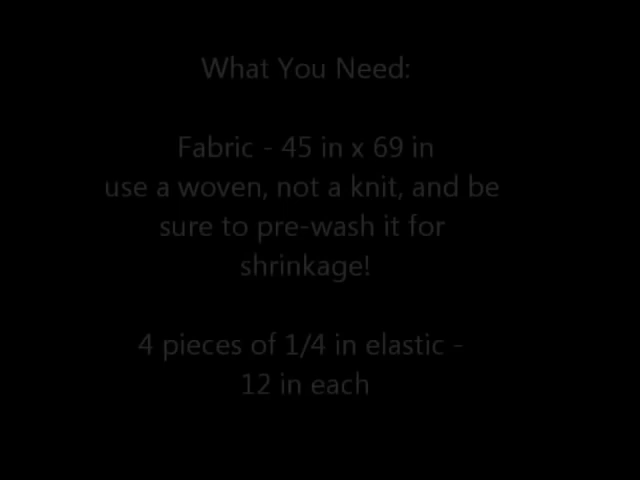 What You Need:
Fabric - 45 in x 69 in
use a woven, not a knit, and be
sure to pre-wash it for
shrinkage!
4 pieces of 1/4 in elastic -
12 in each